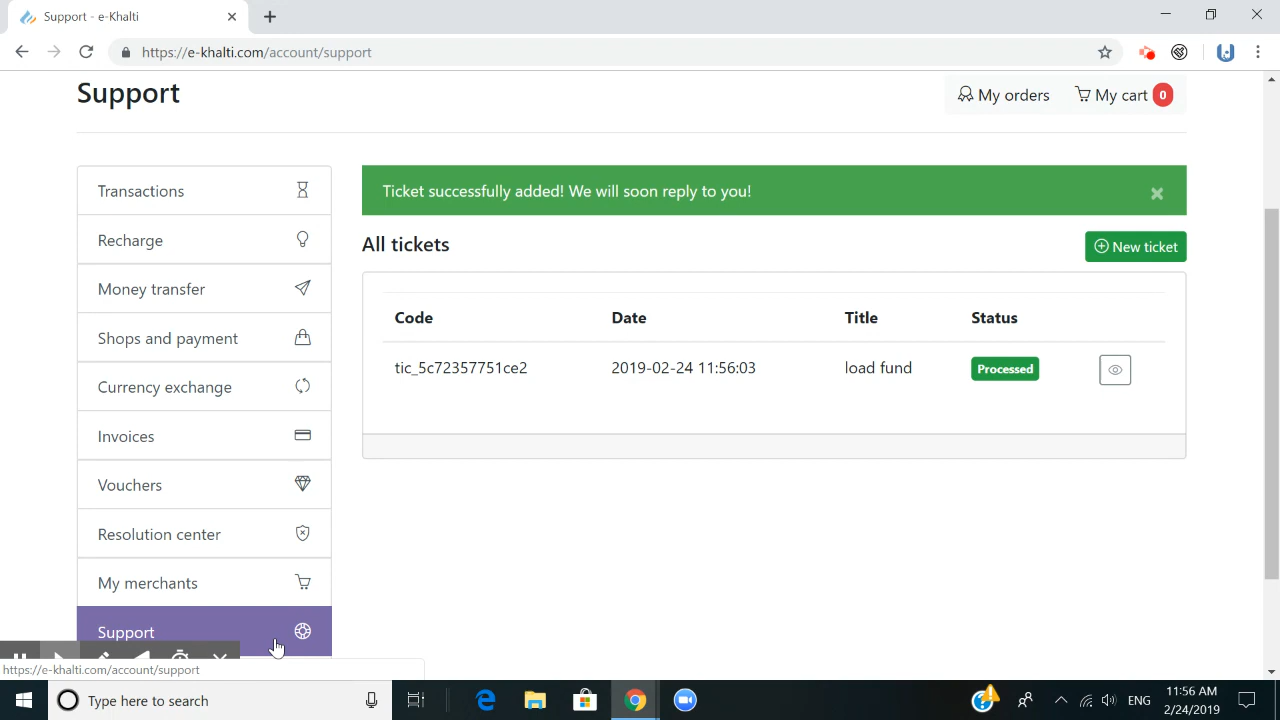 Support - e-Khalti
https://e-khalti.com/account/support
Support
My orders
My cart 0
Transactions
Recharge
Money transfer
Shops and payment
Currency exchange
Invoices
Vouchers
Resolution center
My merchants
Support
Ticket successfully added! We will soon reply to you!
All tickets
New ticket
Code Date Title Status
tic_5c72357751ce2 2019-02-24 11:56:03 load fund Processed
https://e-khalti.com/account/support
Type here to search
ENG
11:56 AM
2/24/2019